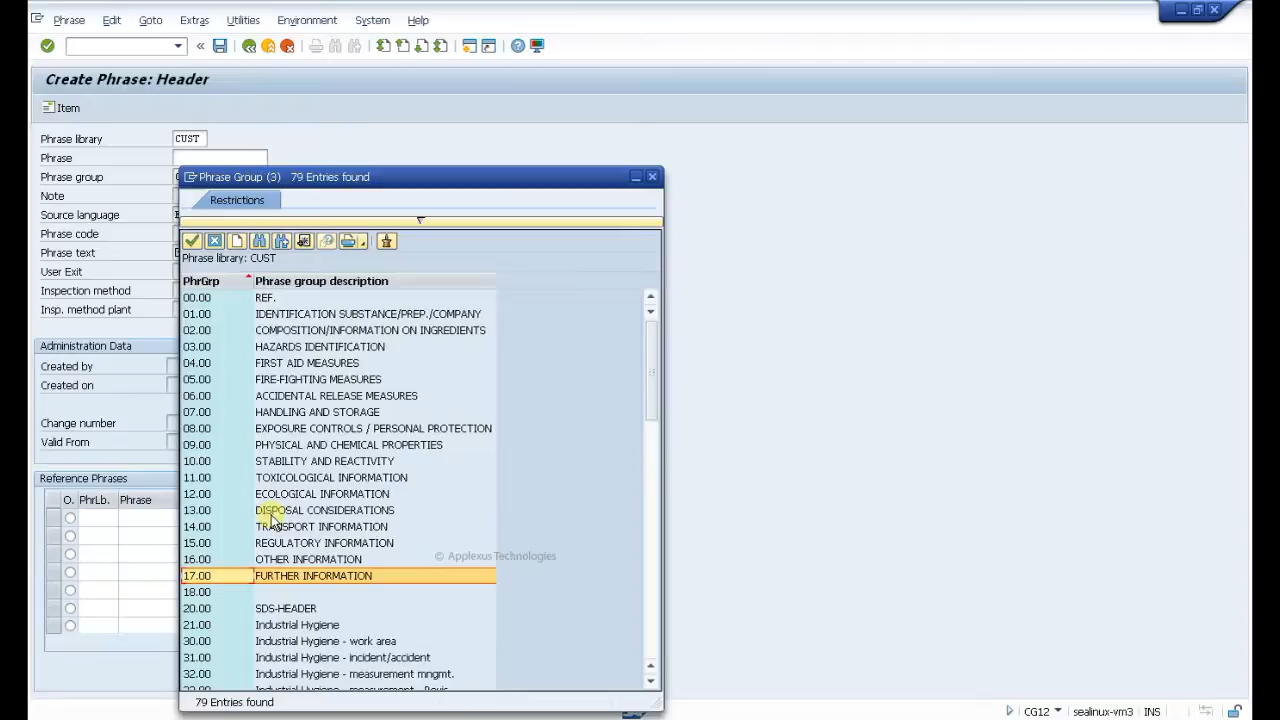 Phrase Edit Goto Extras Utilities Environment System Help
Create Phrase: Header
Item
Phrase library CUST
Phrase
Phrase group
Note
Source language
Phrase code
Phrase text
User Exit
Inspection method
Insp. method plant
Administration Data
Created by
Created on
Change number
Valid From
Reference Phrases
O. PhrLb. Phrase
Phrase Group (3) 79 Entries found
Restrictions
Phrase library: CUST
PhrGrp Phrase group description
00.00 REF.
01.00 IDENTIFICATION SUBSTANCE/PREP./COMPANY
02.00 COMPOSITION/INFORMATION ON INGREDIENTS
03.00 HAZARDS IDENTIFICATION
04.00 FIRST AID MEASURES
05.00 FIRE-FIGHTING MEASURES
06.00 ACCIDENTAL RELEASE MEASURES
07.00 HANDLING AND STORAGE
08.00 EXPOSURE CONTROLS / PERSONAL PROTECTION
09.00 PHYSICAL AND CHEMICAL PROPERTIES
10.00 STABILITY AND REACTIVITY
11.00 TOXICOLOGICAL INFORMATION
12.00 ECOLOGICAL INFORMATION
13.00 DISPOSAL CONSIDERATIONS
14.00 TRANSPORT INFORMATION
15.00 REGULATORY INFORMATION
16.00 OTHER INFORMATION
17.00 FURTHER INFORMATION
18.00
20.00 SDS-HEADER
21.00 Industrial Hygiene
30.00 Industrial Hygiene - work area
31.00 Industrial Hygiene - incident/accident
32.00 Industrial Hygiene - measurement mngmt.
79 Entries found
© Applexus Technologies
CG12 sealinux-vm3 INS